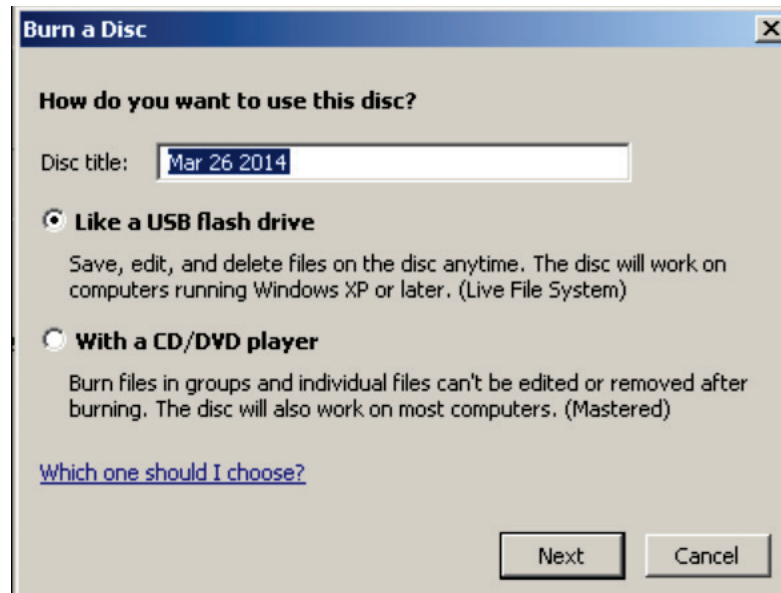 Burn a Disc
How do you want to use this disc?
Disc title: Mar 26 2014
Like a USB flash drive
Save, edit, and delete files on the disc anytime. The disc will work on
computers running Windows XP or later. (Live File System)
With a CD/DVD player
Burn files in groups and individual files can't be edited or removed after
burning. The disc will also work on most computers. (Mastered)
Which one should I choose?
Next Cancel